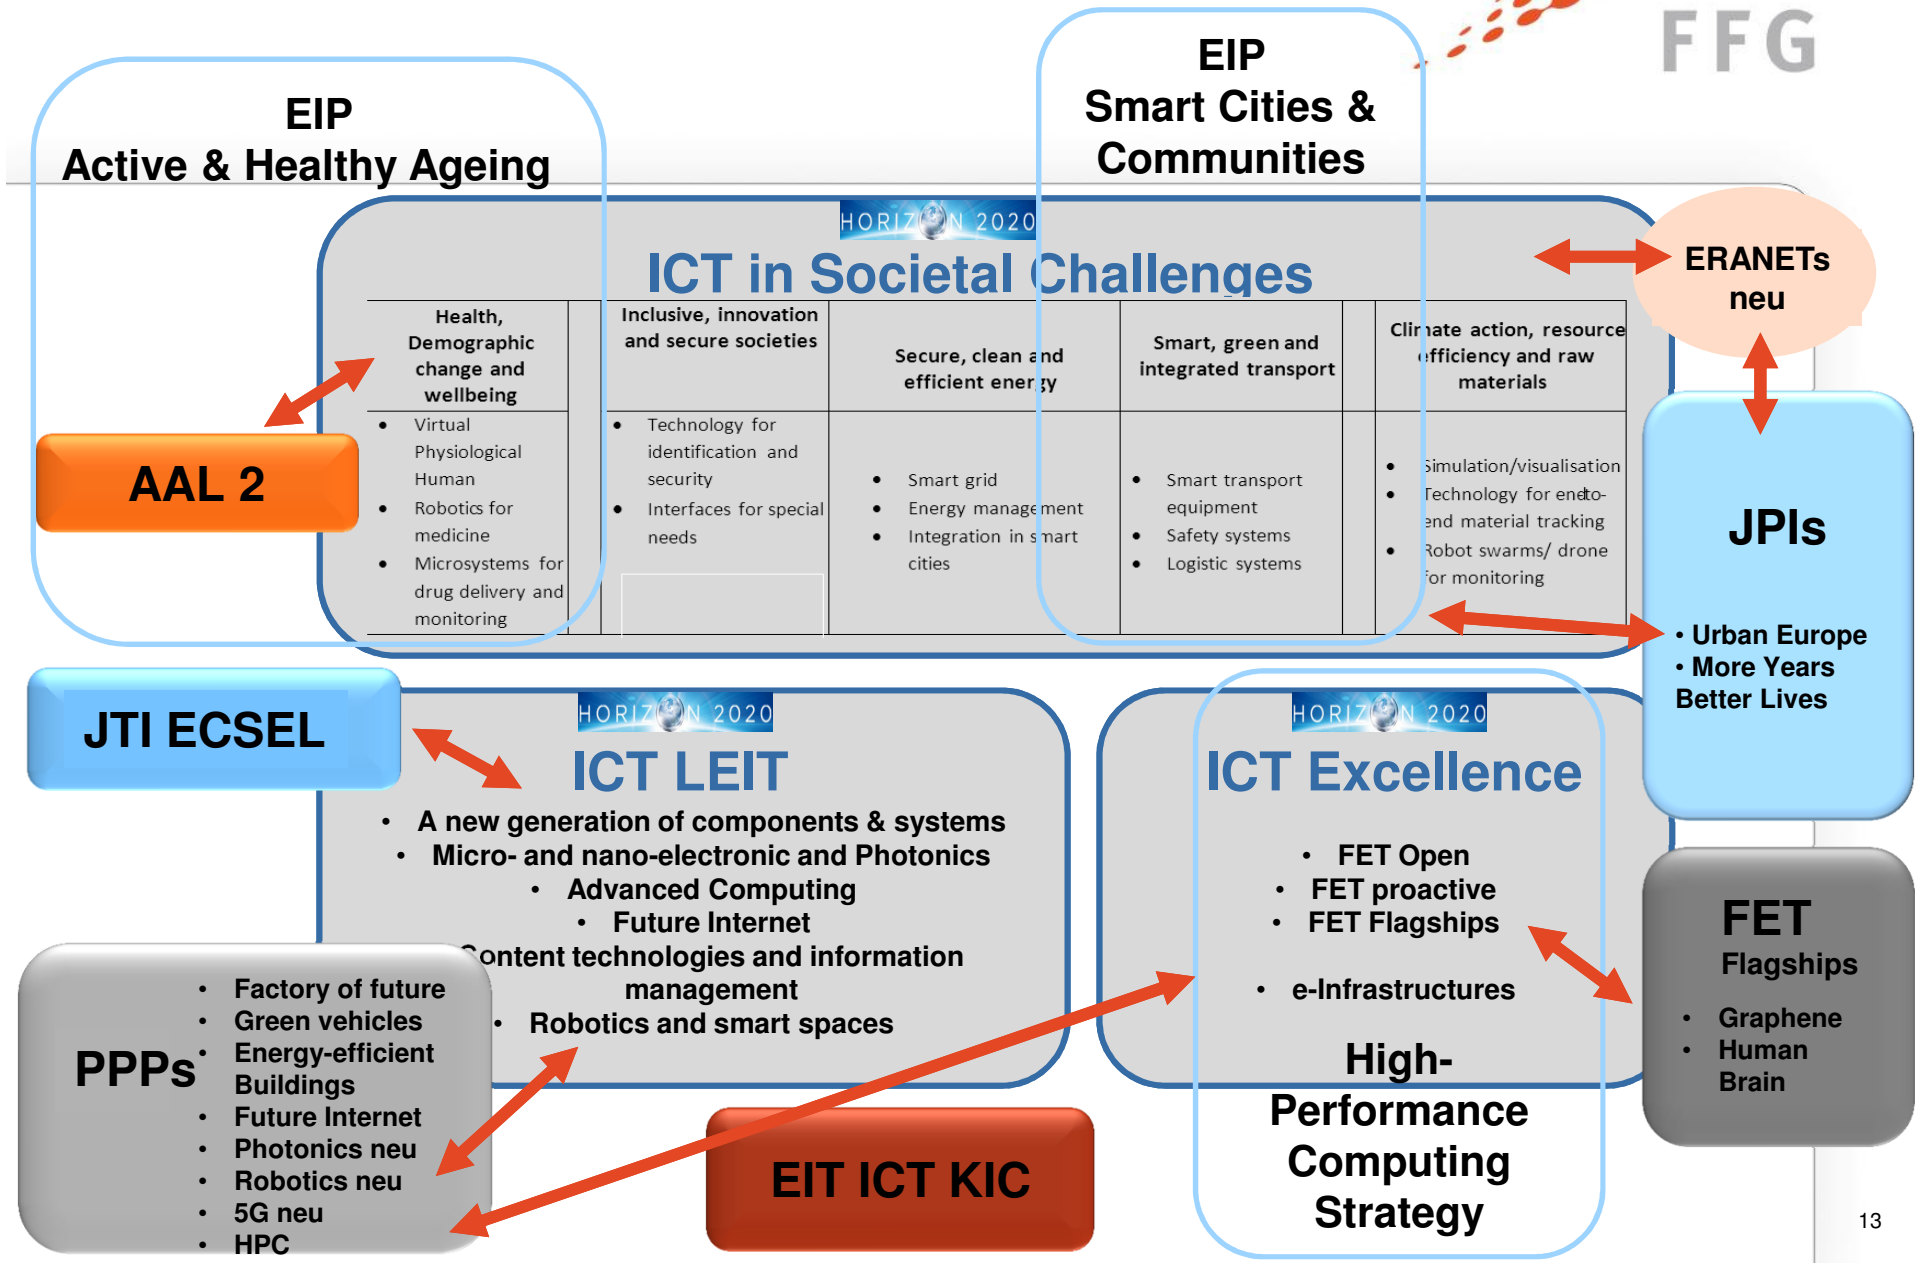 FFG
EIP
Active & Healthy Ageing
EIP
Smart Cities &
Communities
HORIZON 2020
ICT in Societal Challenges
ERANETs
neu
Health,
Demographic
change and
wellbeing
Inclusive, innovation
and secure societies
Secure, clean and
efficient energy
Smart, green and
integrated transport
Climate action, resource
efficiency and raw
materials
• Virtual
Physiological
Human
• Robotics for
medicine
• Microsystems for
drug delivery and
monitoring
• Technology for
identification and
security
• Interfaces for special
needs
• Smart grid
• Energy management
• Integration in smart
cities
• Smart transport
equipment
• Safety systems
• Logistic systems
• Simulation/visualisation
• Technology for end-to-
end material tracking
• Robot swarms/ drone
for monitoring
AAL 2
JPIs
• Urban Europe
• More Years
Better Lives
JTI ECSEL
HORIZON 2020
ICT LEIT
• A new generation of components & systems
• Micro- and nano-electronic and Photonics
• Advanced Computing
• Future Internet
Content technologies and information
management
• Robotics and smart spaces
HORIZON 2020
ICT Excellence
• FET Open
• FET proactive
• FET Flagships
• e-Infrastructures
High-
Performance
Computing
Strategy
FET
Flagships
• Graphene
• Human
Brain
PPPs
• Factory of future
• Green vehicles
• Energy-efficient
Buildings
• Future Internet
• Photonics neu
• Robotics neu
• 5G neu
• HPC
EIT ICT KIC
13